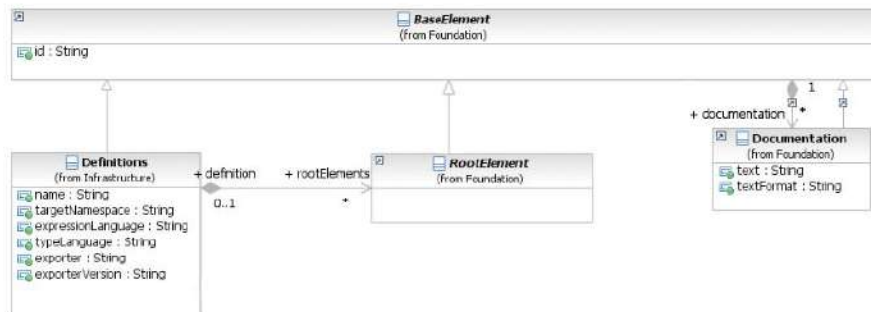 BaseElement
(from Foundation)
id : String
1
+ documentation
*
Documentation
(from Foundation)
text : String
textFormat : String
Definitions
(from Infrastructure)
name : String
targetNamespace : String
expressionLanguage : String
typeLanguage : String
exporter : String
exporterVersion : String
+ definition
+ rootElements
0..1
*
RootElement
(from Foundation)